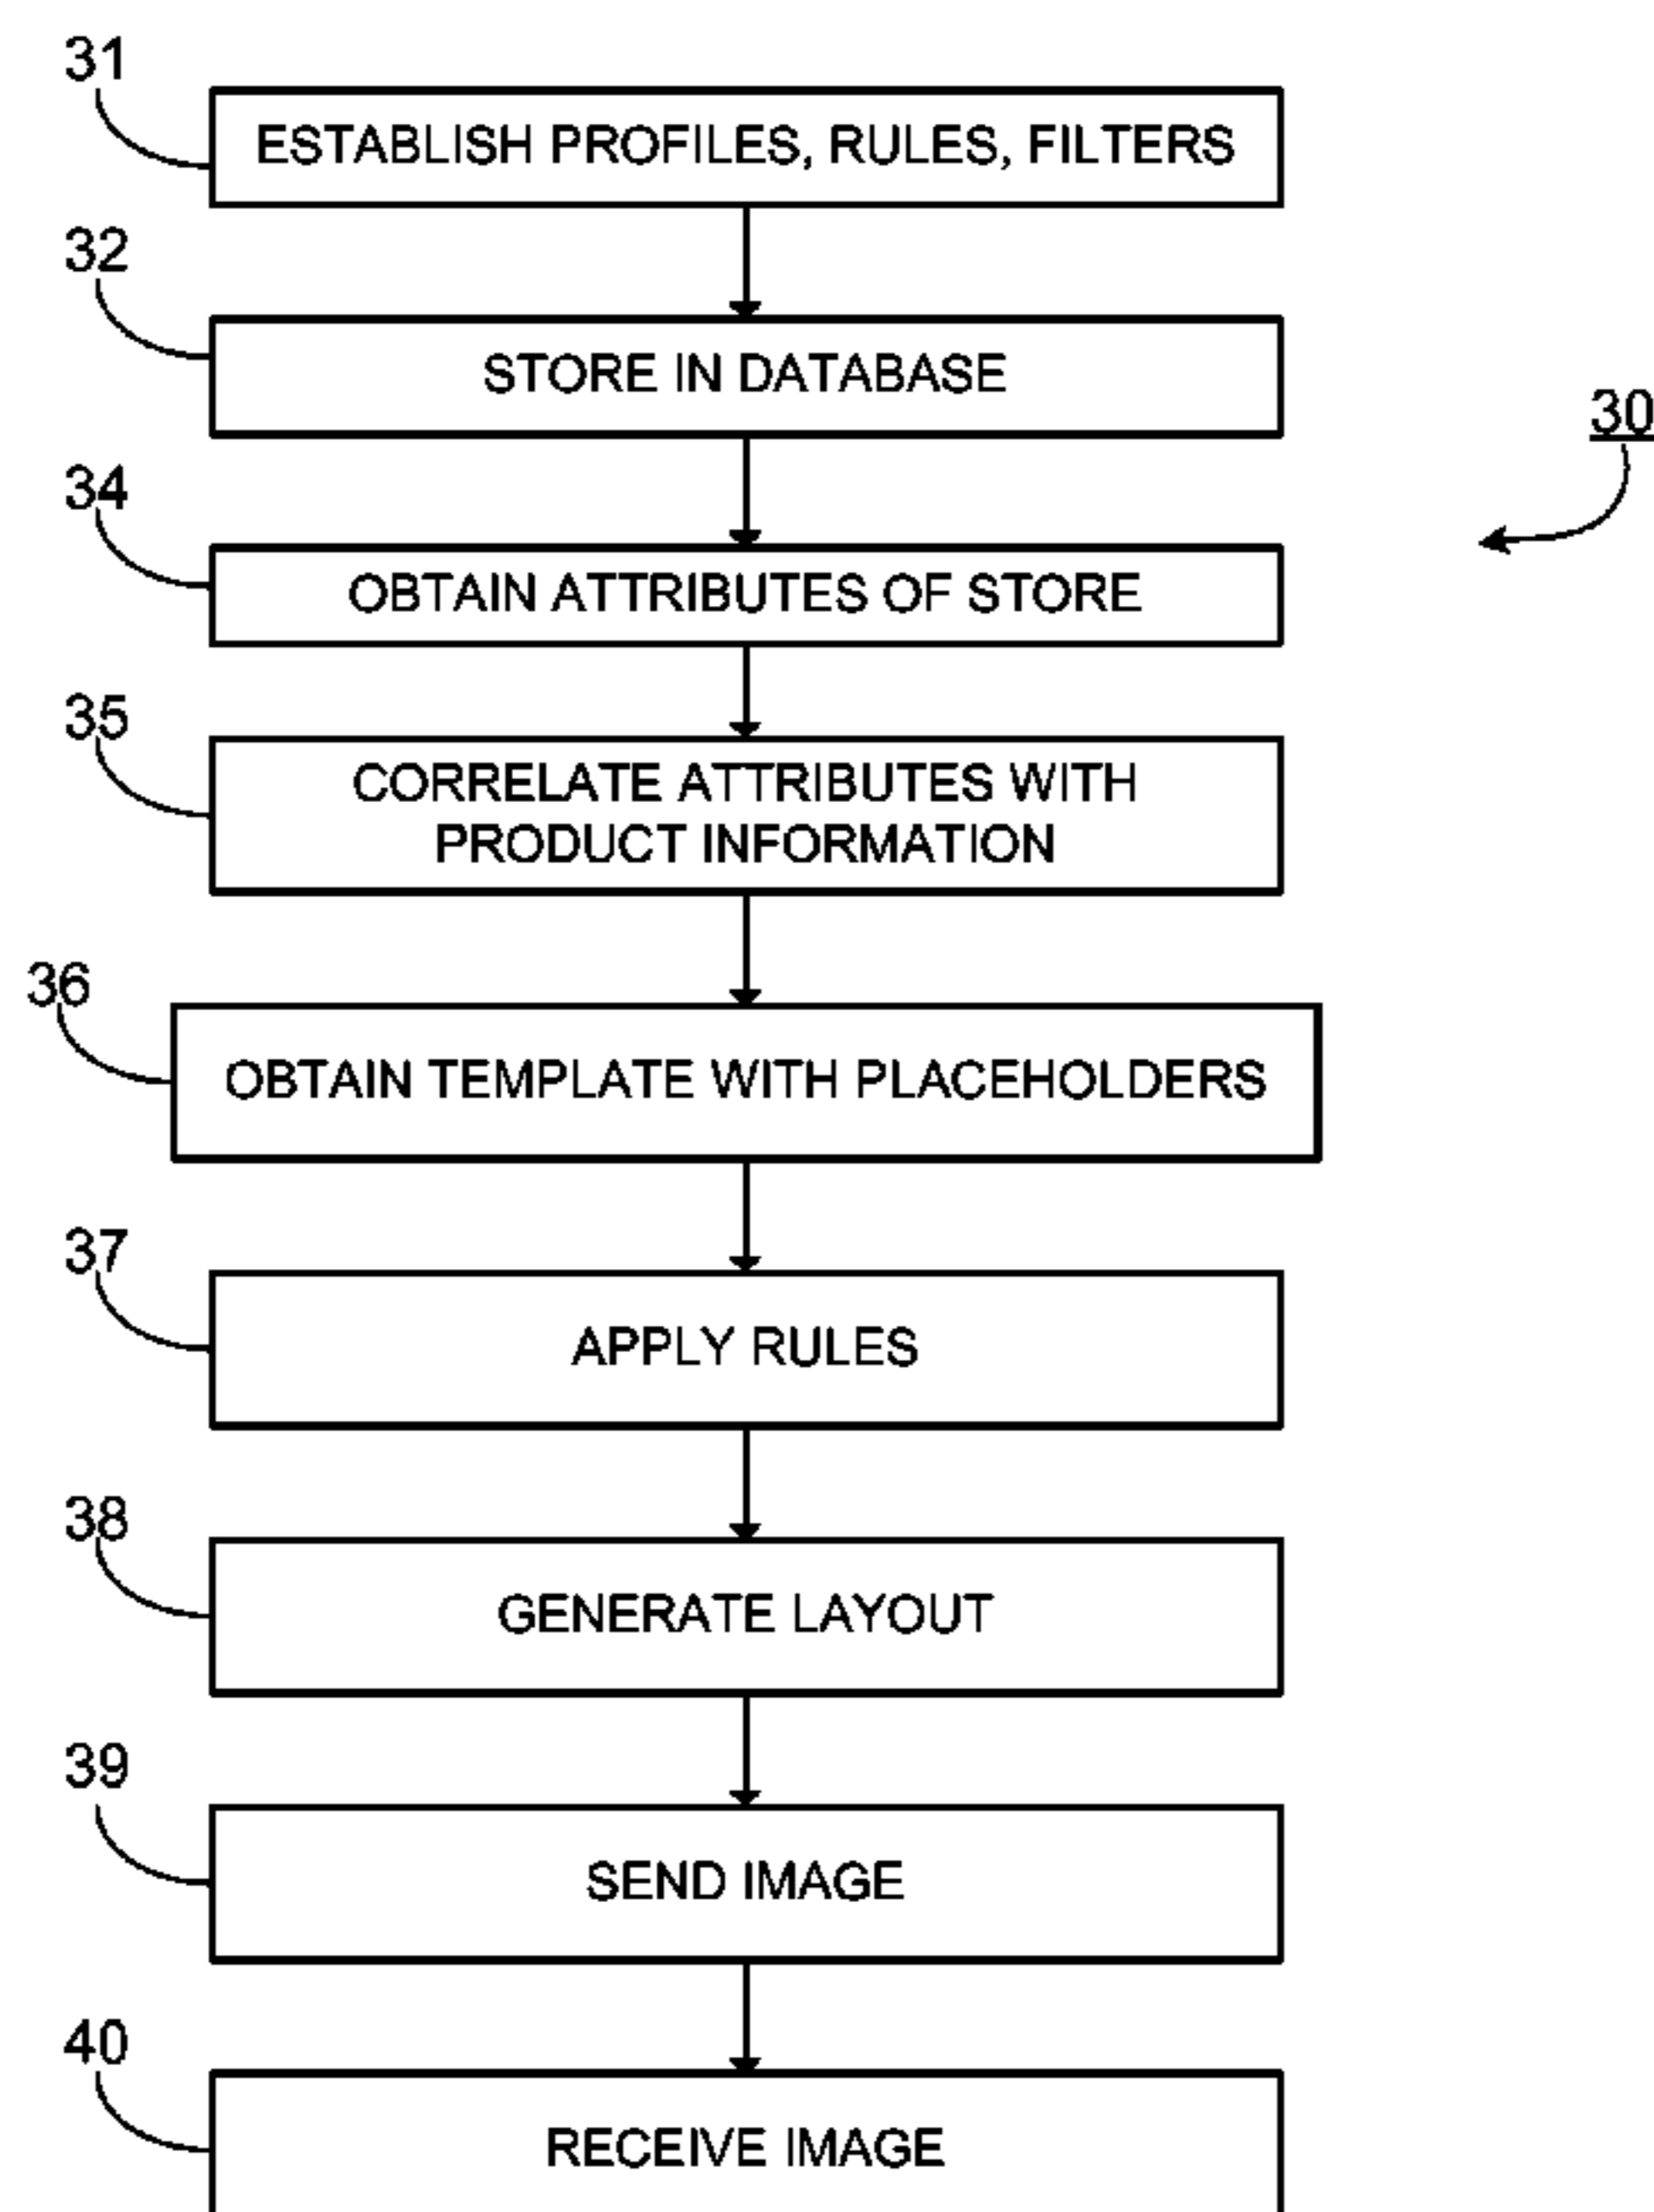 31
ESTABLISH PROFILES, RULES, FILTERS
32
STORE IN DATABASE
30
34
OBTAIN ATTRIBUTES OF STORE
35
CORRELATE ATTRIBUTES WITH
PRODUCT INFORMATION
36
OBTAIN TEMPLATE WITH PLACEHOLDERS
37
APPLY RULES
38
GENERATE LAYOUT
39
SEND IMAGE
40
RECEIVE IMAGE